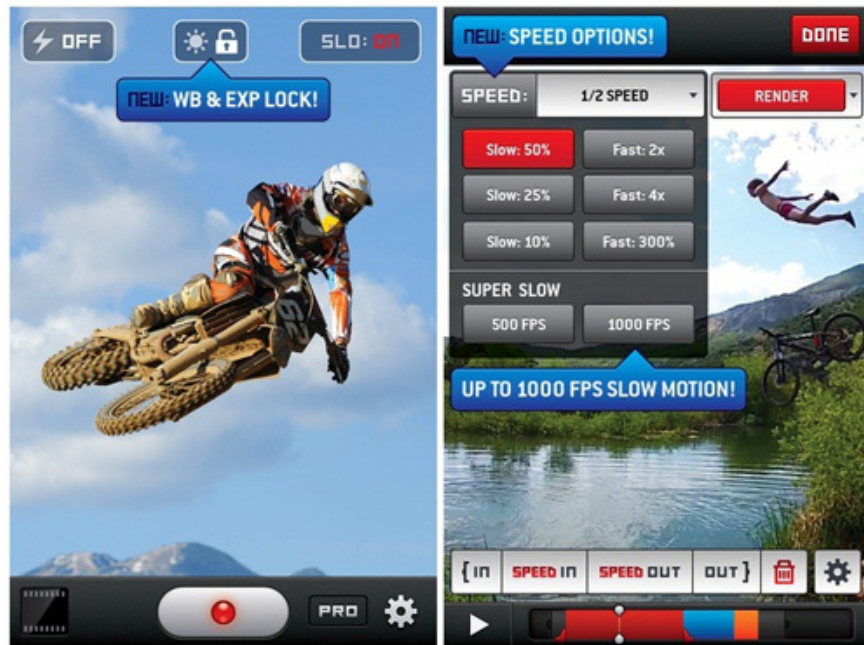 OFF
SLO: ON
NEW: WB & EXP LOCK!
62
PRO
NEW: SPEED OPTIONS!
DONE
SPEED:
1/2 SPEED
RENDER
Slow: 50%
Fast: 2x
Slow: 25%
Fast: 4x
Slow: 10%
Fast: 300%
SUPER SLOW
500 FPS
1000 FPS
UP TO 1000 FPS SLOW MOTION!
{IN
SPEED IN
SPEED OUT
OUT}